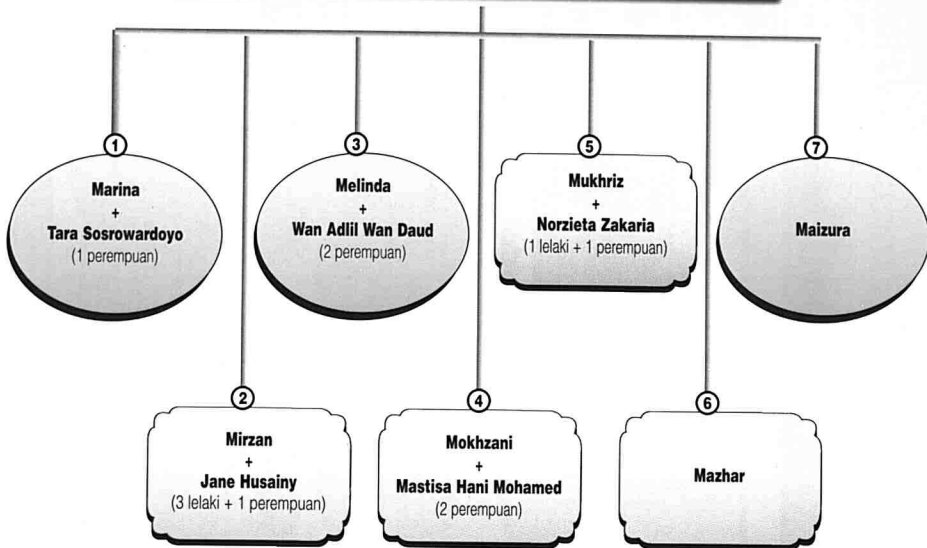 1
Marina
+
Tara Sosrowardoyo
(1 perempuan)
2
Mirzan
+
Jane Husainy
(3 lelaki + 1 perempuan)
3
Melinda
+
Wan Adlil Wan Daud
(2 perempuan)
4
Mokhzani
+
Mastisa Hani Mohamed
(2 perempuan)
5
Mukhriz
+
Norzieta Zakaria
(1 lelaki + 1 perempuan)
6
Mazhar
7
Maizura